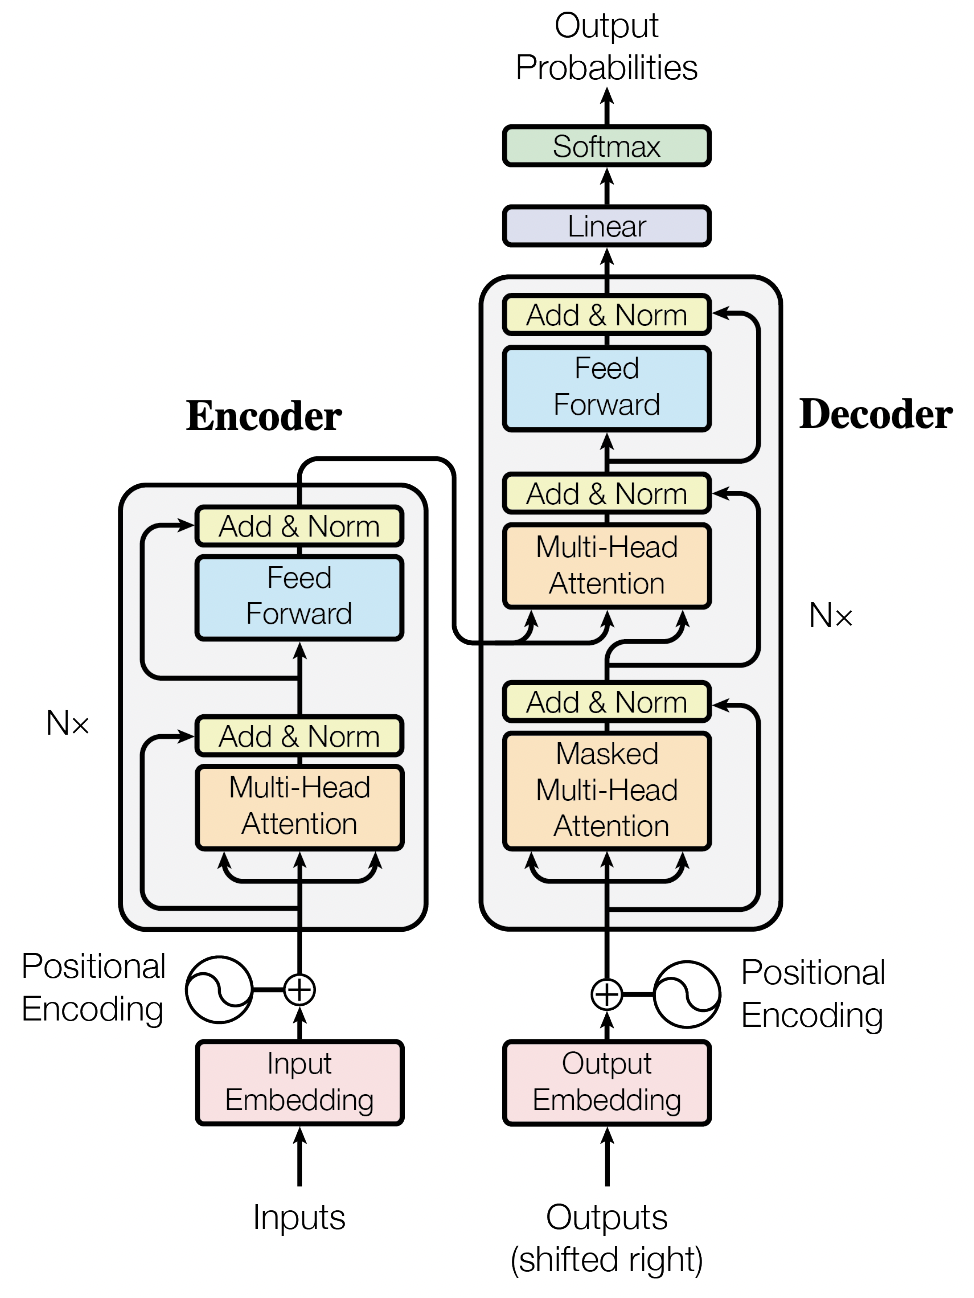 Output
Probabilities
Softmax
Linear
Add & Norm
Feed
Forward
Add & Norm
Multi-Head
Attention
Add & Norm
Masked
Multi-Head
Attention
Decoder
N×
Encoder
Add & Norm
Feed
Forward
Add & Norm
Multi-Head
Attention
N×
Positional
Encoding
Positional
Encoding
Input
Embedding
Output
Embedding
Inputs
Outputs
(shifted right)